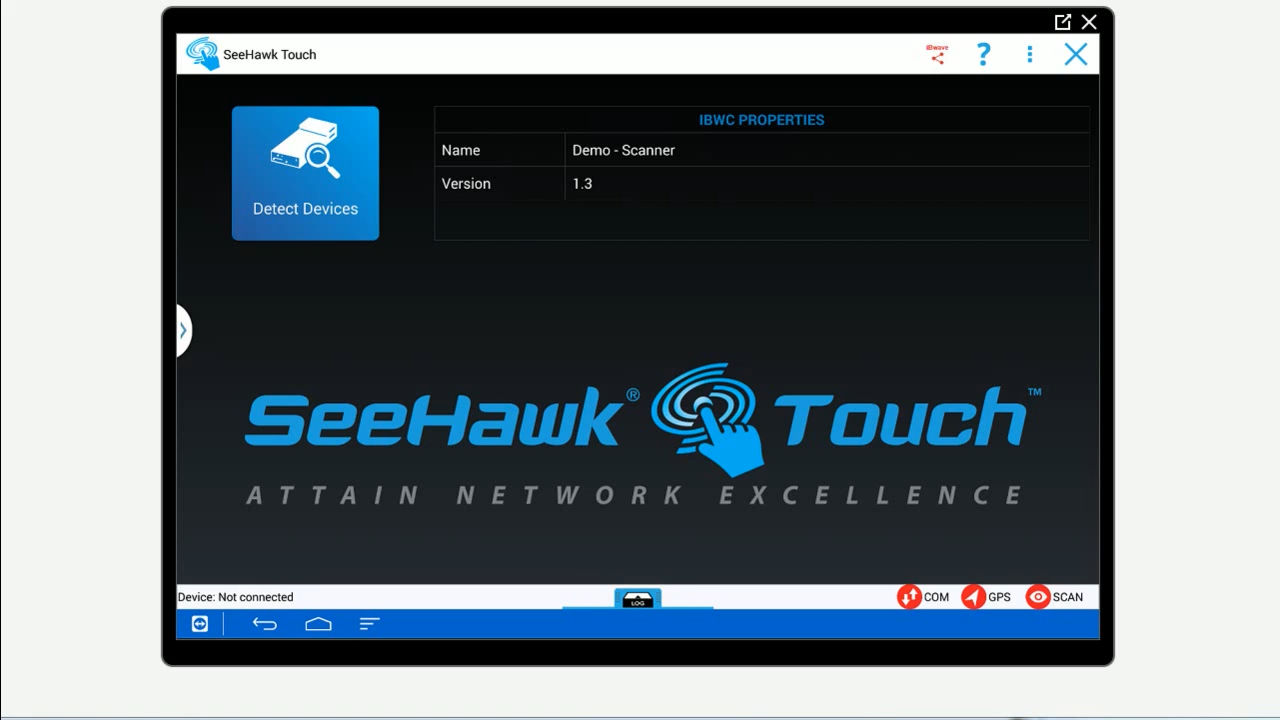 SeeHawk Touch
iBwave
?
IBWC PROPERTIES
Name Demo - Scanner
Version 1.3
Detect Devices
SeeHawk® Touch™
ATTAIN NETWORK EXCELLENCE
Device: Not connected
LOG
COM GPS SCAN